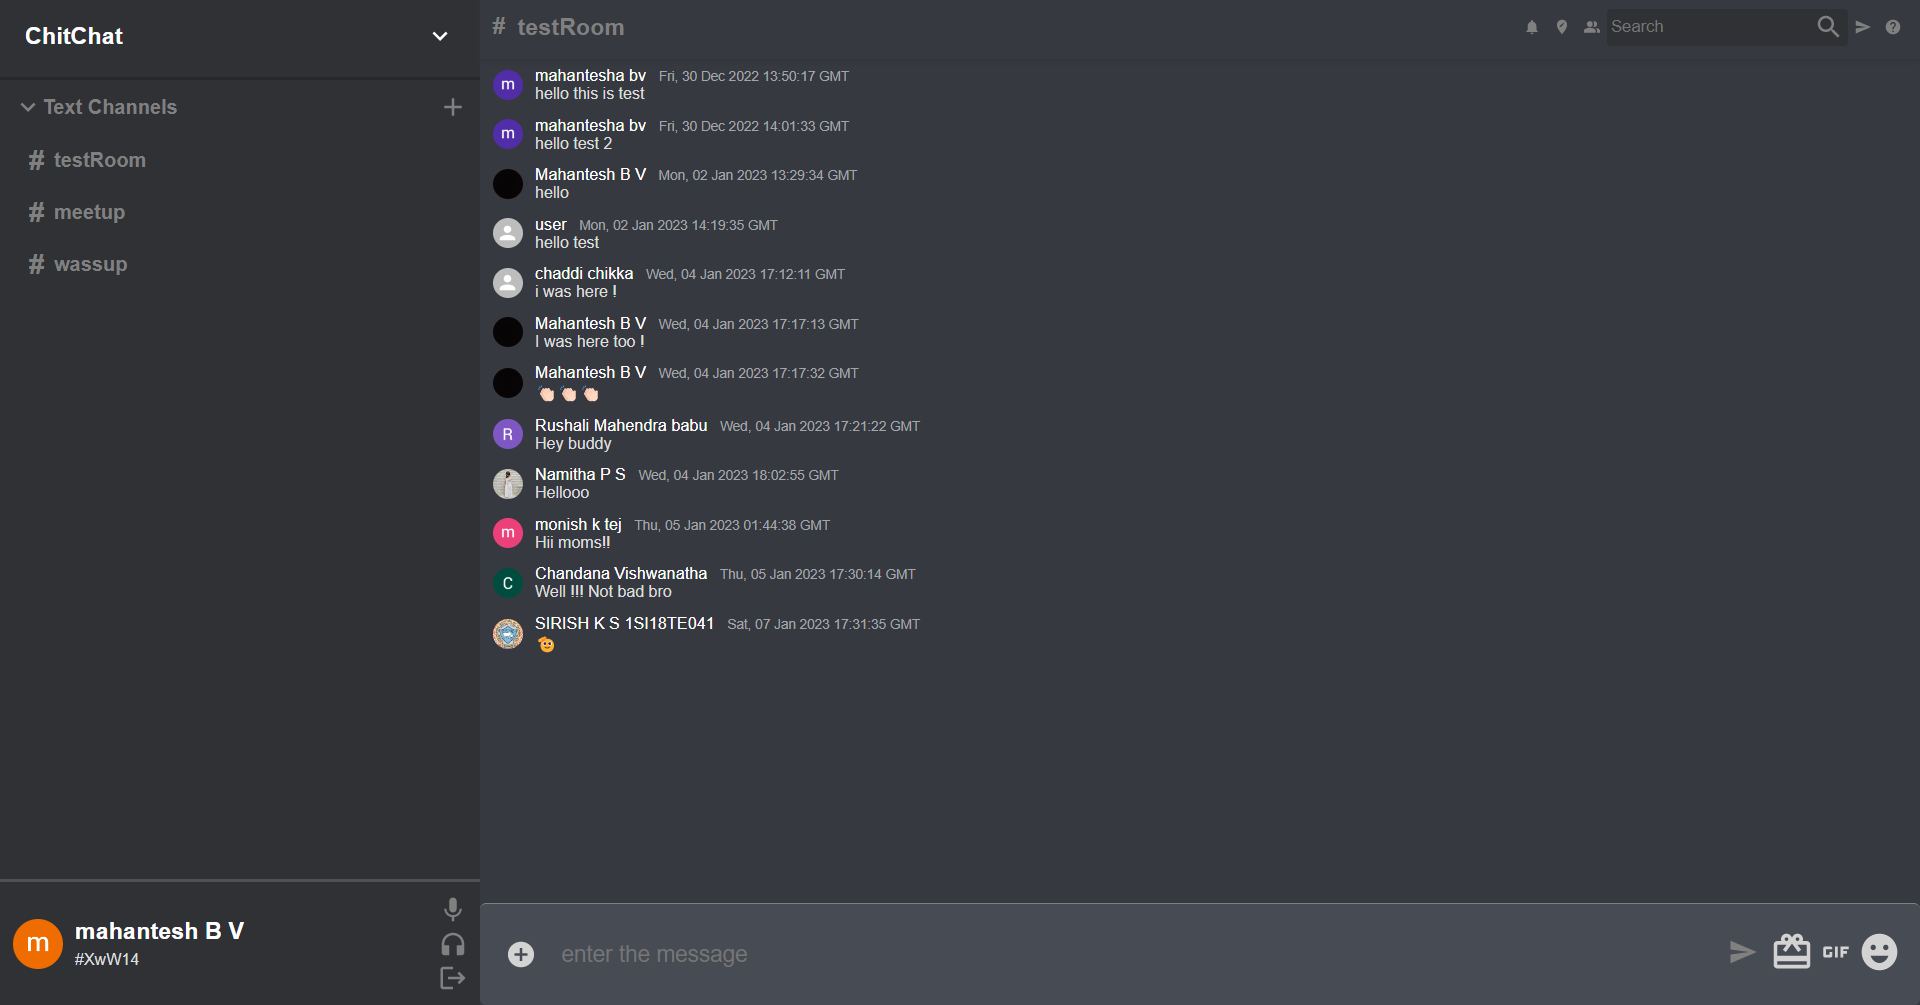 ChitChat
Text Channels
# testRoom
# meetup
# wassup
m
mahantesh B V
#XwW14
# testRoom
Search
m
mahantesha bv Fri, 30 Dec 2022 13:50:17 GMT
hello this is test
m
mahantesha bv Fri, 30 Dec 2022 14:01:33 GMT
hello test 2
Mahantesh B V Mon, 02 Jan 2023 13:29:34 GMT
hello
user Mon, 02 Jan 2023 14:19:35 GMT
hello test
chaddi chikka Wed, 04 Jan 2023 17:12:11 GMT
i was here !
Mahantesh B V Wed, 04 Jan 2023 17:17:13 GMT
I was here too !
Mahantesh B V Wed, 04 Jan 2023 17:17:32 GMT
👏🏻👏🏻👏🏻
R
Rushali Mahendra babu Wed, 04 Jan 2023 17:21:22 GMT
Hey buddy
Namitha P S Wed, 04 Jan 2023 18:02:55 GMT
Hellooo
m
monish k tej Thu, 05 Jan 2023 01:44:38 GMT
Hii moms!!
C
Chandana Vishwanatha Thu, 05 Jan 2023 17:30:14 GMT
Well !!! Not bad bro
SIRISH K S 1SI18TE041 Sat, 07 Jan 2023 17:31:35 GMT
🫡
enter the message
GIF